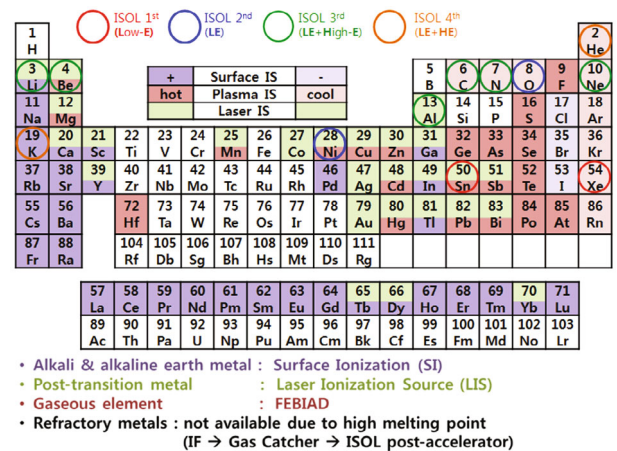 ISOL 1st
(Low-E)
ISOL 2nd
(LE)
ISOL 3rd
(LE+High-E)
ISOL 4th
(LE+HE)
1
H
2
He
3 4 5 6 7 8 9 10
Li Be B C N O F Ne
+ Surface IS -
hot Plasma IS cool
Laser IS
11 12 13 14 15 16 17 18
Na Mg Al Si P S Cl Ar
19 20 21 22 23 24 25 26 27 28 29 30 31 32 33 34 35 36
K Ca Sc Ti V Cr Mn Fe Co Ni Cu Zn Ga Ge As Se Br Kr
37 38 39 40 41 42 43 44 45 46 47 48 49 50 51 52 53 54
Rb Sr Y Zr Nb Mo Tc Ru Rh Pd Ag Cd In Sn Sb Te I Xe
55 56 72 73 74 75 76 77 78 79 80 81 82 83 84 85 86
Cs Ba Hf Ta W Re Os Ir Pt Au Hg Tl Pb Bi Po At Rn
87 88 104 105 106 107 108 109 110 111
Fr Ra Rf Db Sg Bh Hs Mt Ds Rg
57 58 59 60 61 62 63 64 65 66 67 68 69 70 71
La Ce Pr Nd Pm Sm Eu Gd Tb Dy Ho Er Tm Yb Lu
89 90 91 92 93 94 95 96 97 98 99 100 101 102 103
Ac Th Pa U Np Pu Am Cm Bk Cf Es Fm Md No Lr
• Alkali & alkaline earth metal : Surface Ionization (SI)
• Post-transition metal : Laser Ionization Source (LIS)
• Gaseous element : FEBIAD
• Refractory metals : not available due to high melting point
(IF → Gas Catcher → ISOL post-accelerator)